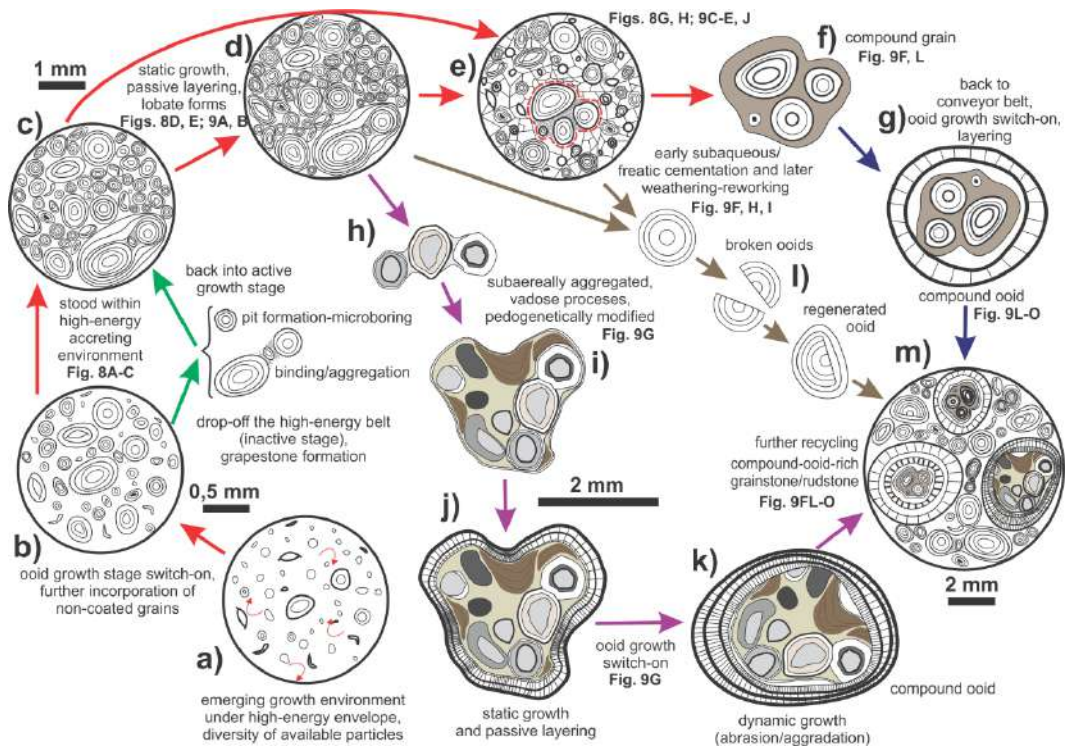 1 mm
c)
d)
static growth,
passive layering,
lobate forms
Figs. 8D, E; 9A, B
e)
Figs. 8G, H; 9C-E, J
f)
compound grain
Fig. 9F, L
back to
conveyor belt,
ooid growth switch-on,
layering
g)
early subaqueous/
freatic cementation and later
weathering-reworking
Fig. 9F, H, I
h)
broken ooids
back into active
growth stage
subaereally aggregated,
vadose proceses,
pedogenetically modified
Fig. 9G
l)
compound ooid
Fig. 9L-O
stood within
high-energy
accreting
environment
Fig. 8A-C
pit formation-microboring
regenerated
ooid
i)
m)
binding/aggregation
drop-off the high-energy belt
(inactive stage),
grapestone formation
further recycling
compound-ooid-rich
grainstone/rudstone
Fig. 9FL-O
0,5 mm
2 mm
j)
b)
ooid growth stage switch-on,
further incorporation of
non-coated grains
k)
2 mm
a)
ooid growth
switch-on
Fig. 9G
compound ooid
emerging growth environment
under high-energy envelope,
diversity of available particles
static growth
and passive layering
dynamic growth
(abrasion/aggradation)